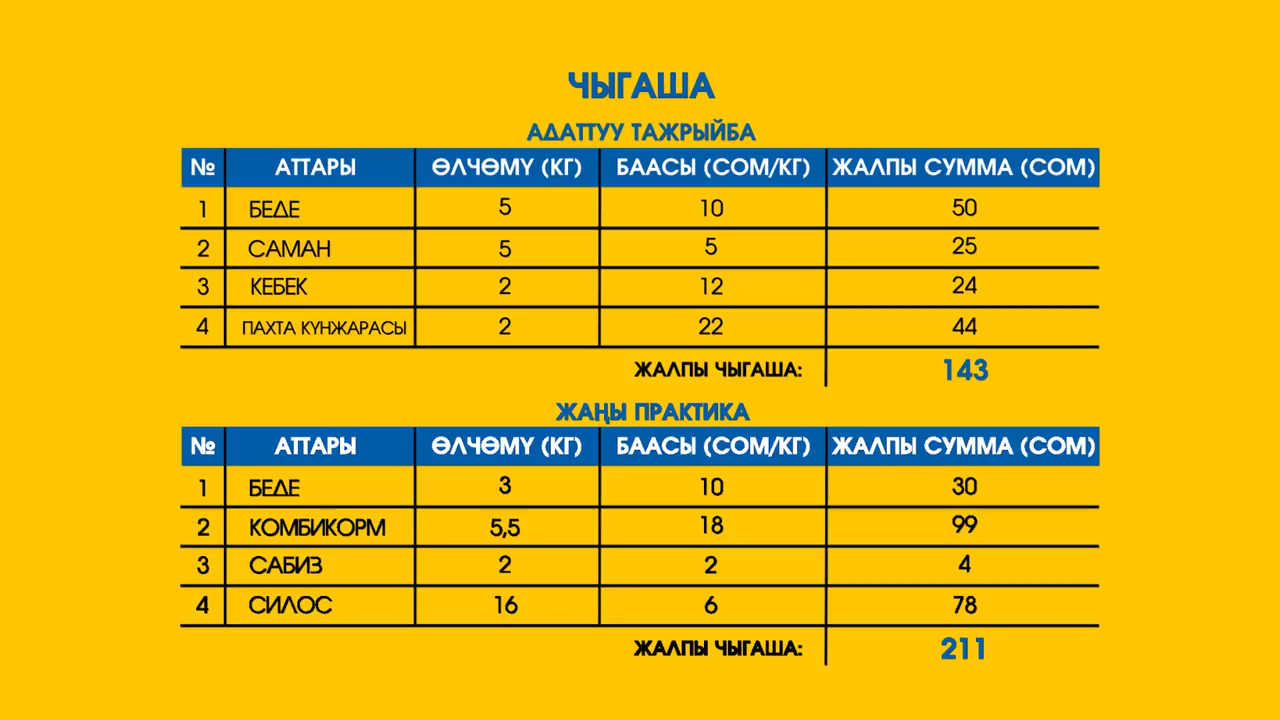 ЧЫГАША
АДАТТУУ ТАЖРЫЙБА
№ АТТАРЫ ӨЛЧӨМҮ (КГ) БААСЫ (СОМ/КГ) ЖАЛПЫ СУММА (СОМ)
1 БЕДЕ 5 10 50
2 САМАН 5 5 25
3 КЕБЕК 2 12 24
4 ПАХТА КҮНЖАРАСЫ 2 22 44
ЖАЛПЫ ЧЫГАША: 143
ЖАҢЫ ПРАКТИКА
№ АТТАРЫ ӨЛЧӨМҮ (КГ) БААСЫ (СОМ/КГ) ЖАЛПЫ СУММА (СОМ)
1 БЕДЕ 3 10 30
2 КОМБИКОРМ 5,5 18 99
3 САБИЗ 2 2 4
4 СИЛОС 16 6 78
ЖАЛПЫ ЧЫГАША: 211